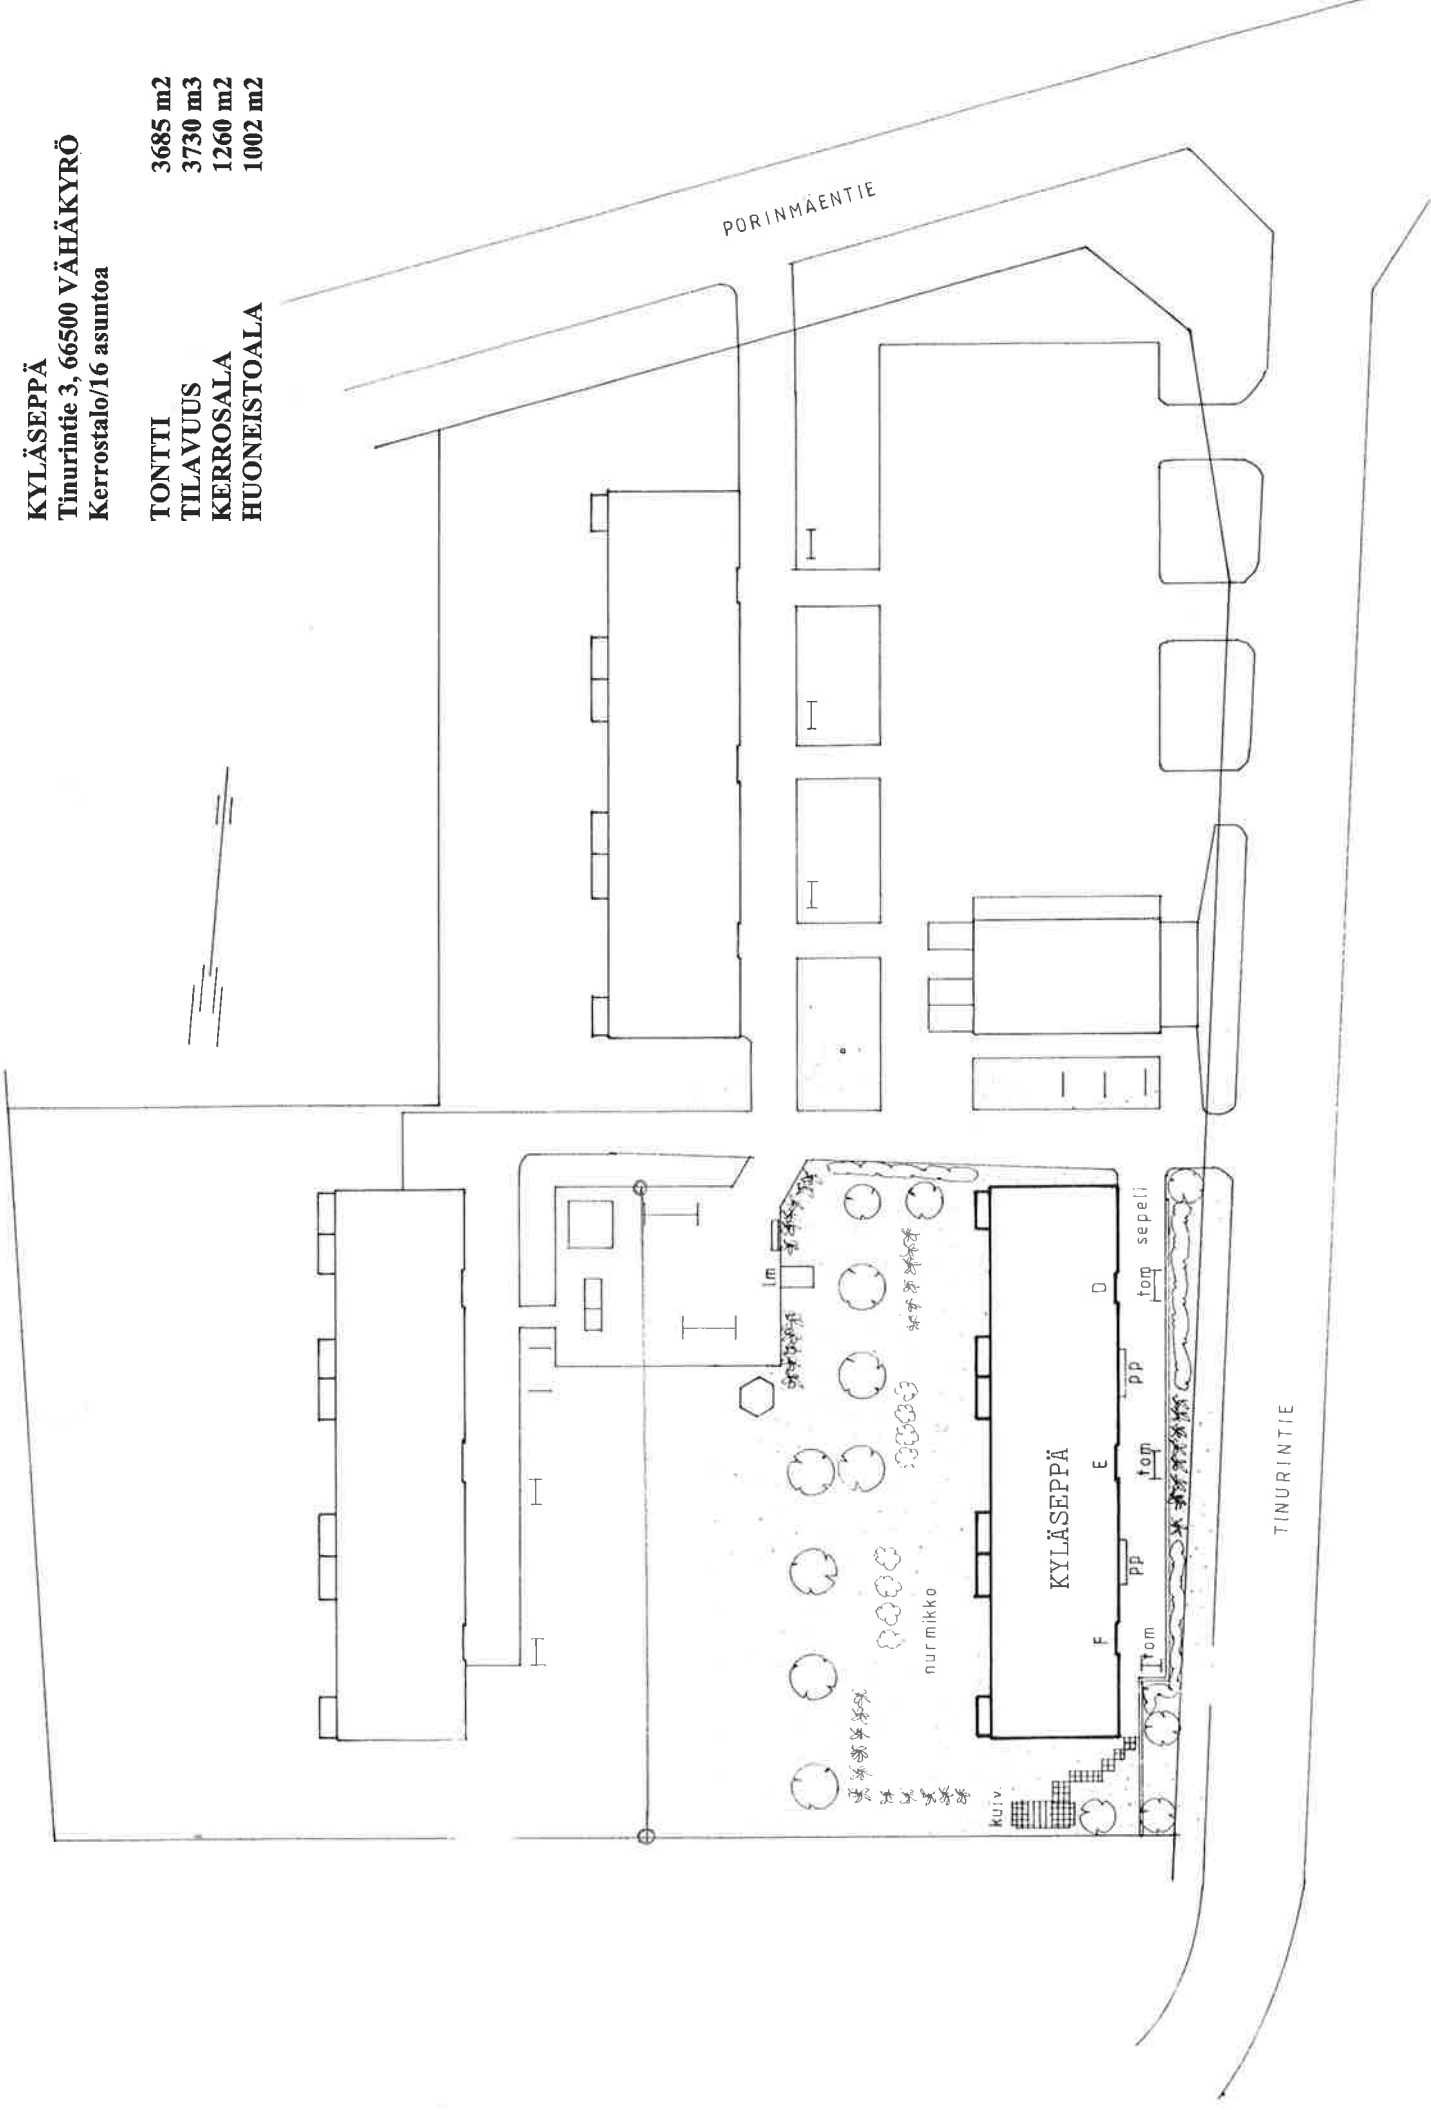 KYLÄSEPPÄ
Tinurintie 3, 66500 VÄHÄKYRÖ
Kerrostalo/16 asuntoa
TONTTI 3685 m2
TILAVUUS 3730 m3
KERROSALA 1260 m2
HUONEISTOALA 1002 m2
PORINMÄENTIE
lm
nurmikko
kuiv.
KYLÄSEPPÄ
F E D
pp pp
tom tom tom sepeli
TINURINTIE